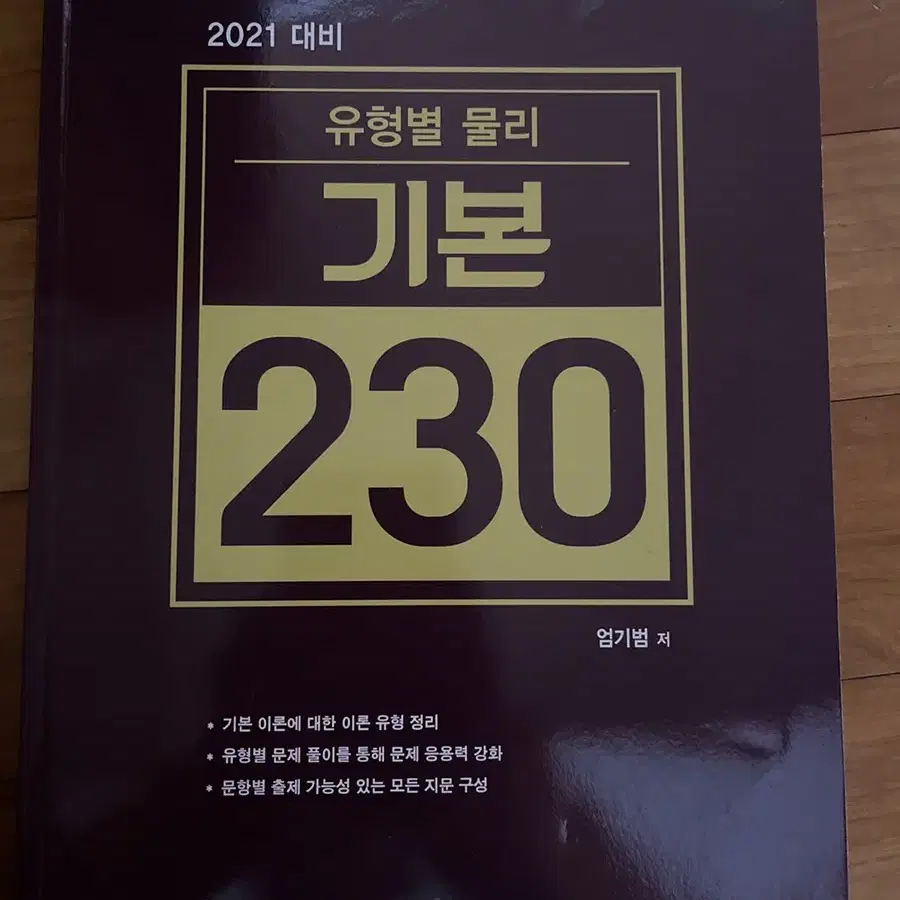 2021 대비
유형별 물리
기본
230
엄기범 저
* 기본 이론에 대한 이론 유형 정리
* 유형별 문제 풀이를 통해 문제 응용력 강화
* 문항별 출제 가능성 있는 모든 지문 구성